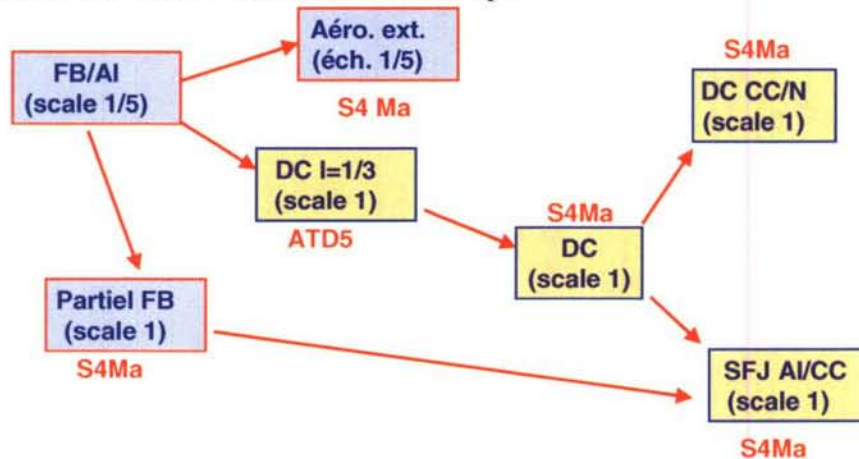 Aéro. ext.
(éch. 1/5)
S4 Ma
FB/AI
(scale 1/5)
S4Ma
DC CC/N
(scale 1)
DC I=1/3
(scale 1)
ATD5
S4Ma
DC
(scale 1)
Partiel FB
(scale 1)
S4Ma
SFJ AI/CC
(scale 1)
S4Ma